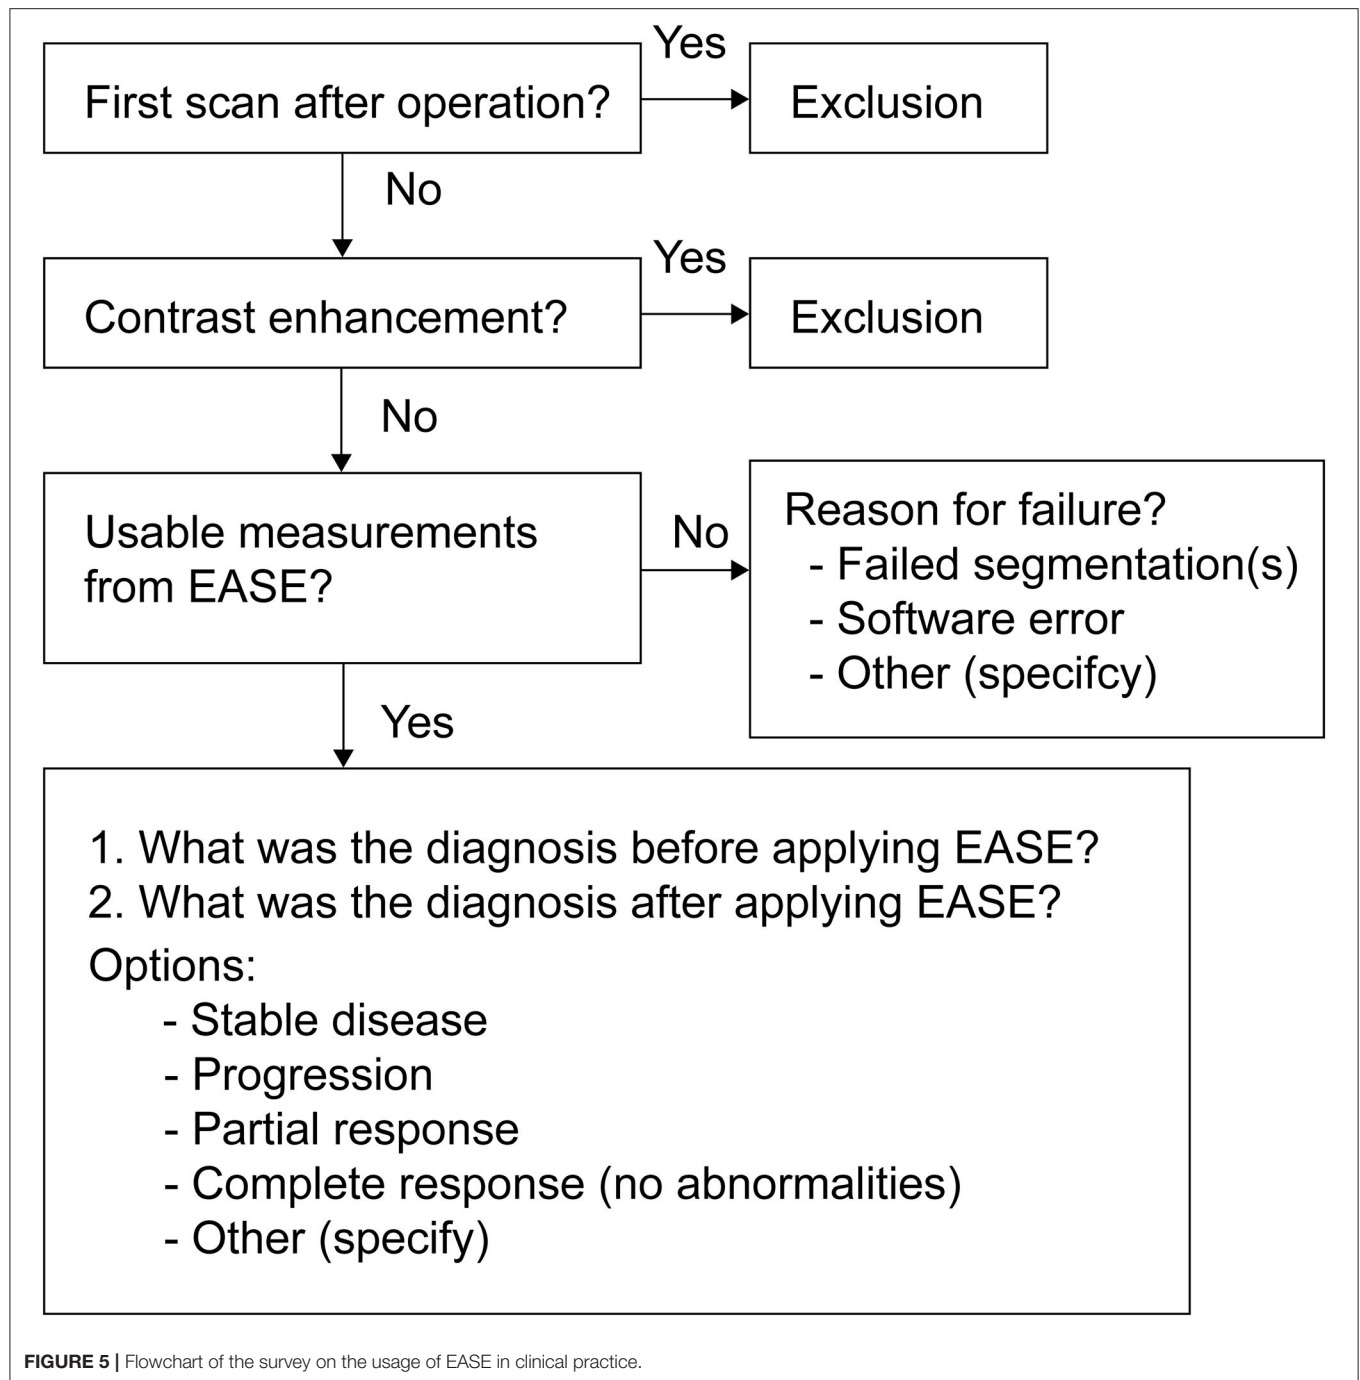 First scan after operation?
Yes
Exclusion
No
Contrast enhancement?
Yes
Exclusion
No
Usable measurements
from EASE?
No
Reason for failure?
- Failed segmentation(s)
- Software error
- Other (specifcy)
Yes
1. What was the diagnosis before applying EASE?
2. What was the diagnosis after applying EASE?
Options:
- Stable disease
- Progression
- Partial response
- Complete response (no abnormalities)
- Other (specify)
FIGURE 5 | Flowchart of the survey on the usage of EASE in clinical practice.